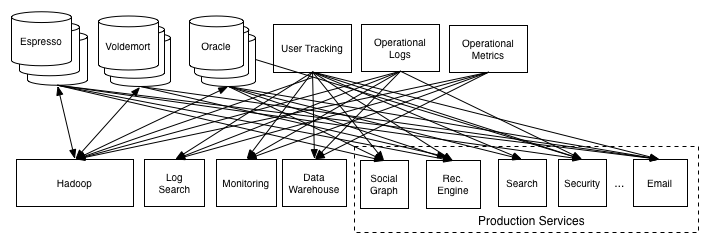 Espresso
Voldemort
Oracle
User Tracking
Operational
Logs
Operational
Metrics
Hadoop
Log
Search
Monitoring
Data
Warehouse
Social
Graph
Rec.
Engine
Search
Security
...
Email
Production Services